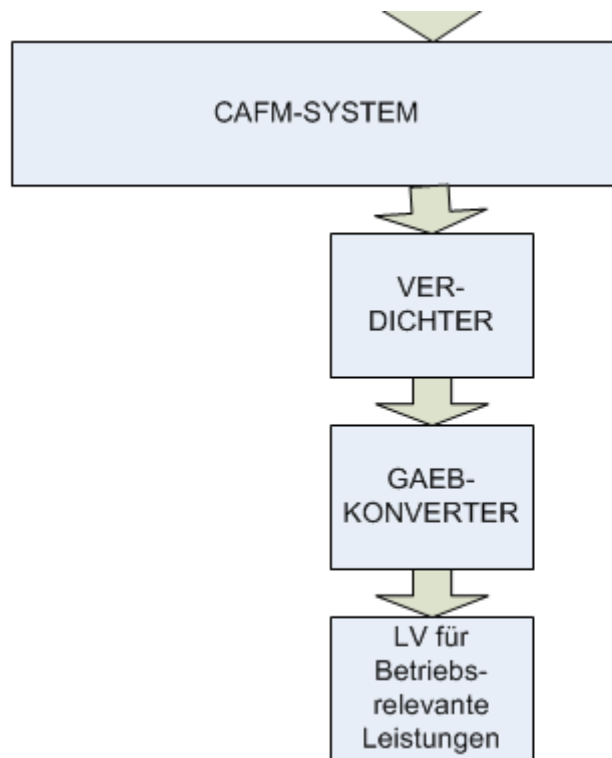 CAFM-SYSTEM
VER-
DICHTER
GAEB-
KONVERTER
LV für
Betriebs-
relevante
Leistungen